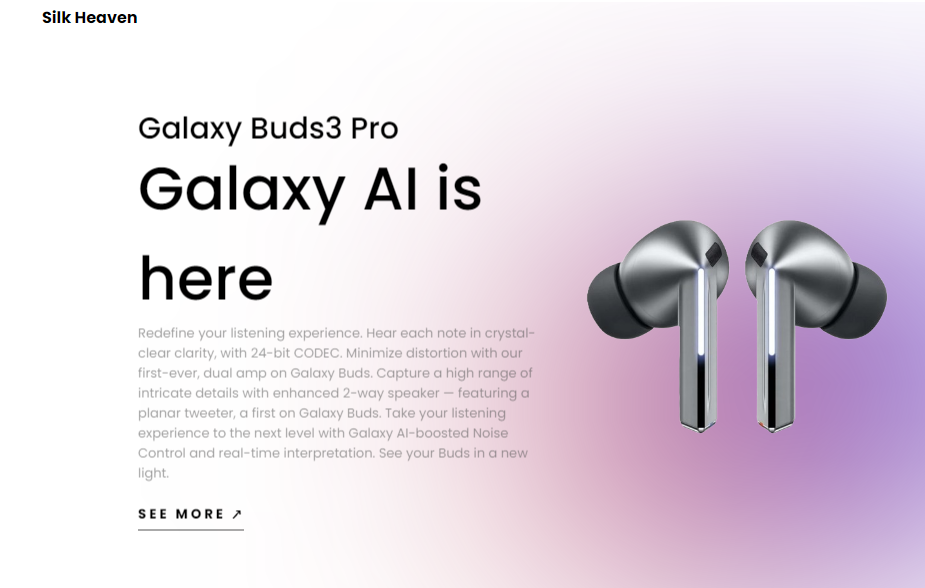 Silk Heaven
Galaxy Buds3 Pro
Galaxy AI is
here
Redefine your listening experience. Hear each note in crystal-
clear clarity, with 24-bit CODEC. Minimize distortion with our
first-ever, dual amp on Galaxy Buds. Capture a high range of
intricate details with enhanced 2-way speaker — featuring a
planar tweeter, a first on Galaxy Buds. Take your listening
experience to the next level with Galaxy AI-boosted Noise
Control and real-time interpretation. See your Buds in a new
light.
SEE MORE ↗